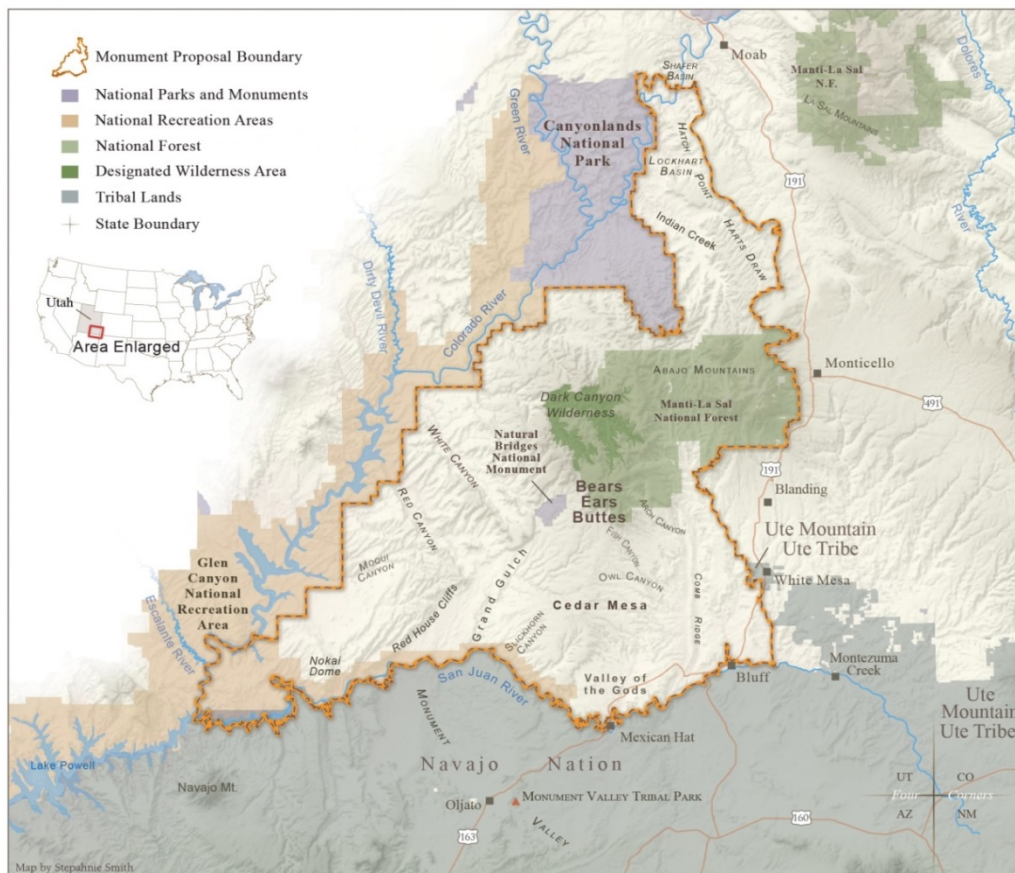 Monument Proposal Boundary
National Parks and Monuments
National Recreation Areas
National Forest
Designated Wilderness Area
Tribal Lands
State Boundary
Utah
Area Enlarged
Moab
Shafer
Basin
Manti-La Sal
N.F.
La Sal Mountains
Dolores
River
Green River
Canyonlands
National
Park
Hatch
Point
Lockhart
Basin
191
Indian Creek
Harts Draw
Dirty Devil River
Colorado River
Abajo Mountains
Monticello
491
Dark Canyon
Wilderness
Manti-La Sal
National Forest
Natural
Bridges
National
Monument
White Canyon
Red Canyon
Bears
Ears
Buttes
191
Blanding
Arch Canyon
Fish Canyon
Owl Canyon
Ute Mountain
Ute Tribe
White Mesa
Moqui
Canyon
Glen
Canyon
National
Recreation
Area
Escalante River
Red House Cliffs
Grand Gulch
Slickhorn
Canyon
Cedar Mesa
Comb
Ridge
Nokai
Dome
San Juan River
Valley
of the Gods
Bluff
Montezuma
Creek
Ute
Mountain
Ute Tribe
Mexican Hat
Monument
Valley
Lake Powell
Navajo Mt.
Navajo Nation
Oljato
Monument Valley Tribal Park
163
160
UT CO
Four Corners
AZ NM
Map by Stepahnie Smith